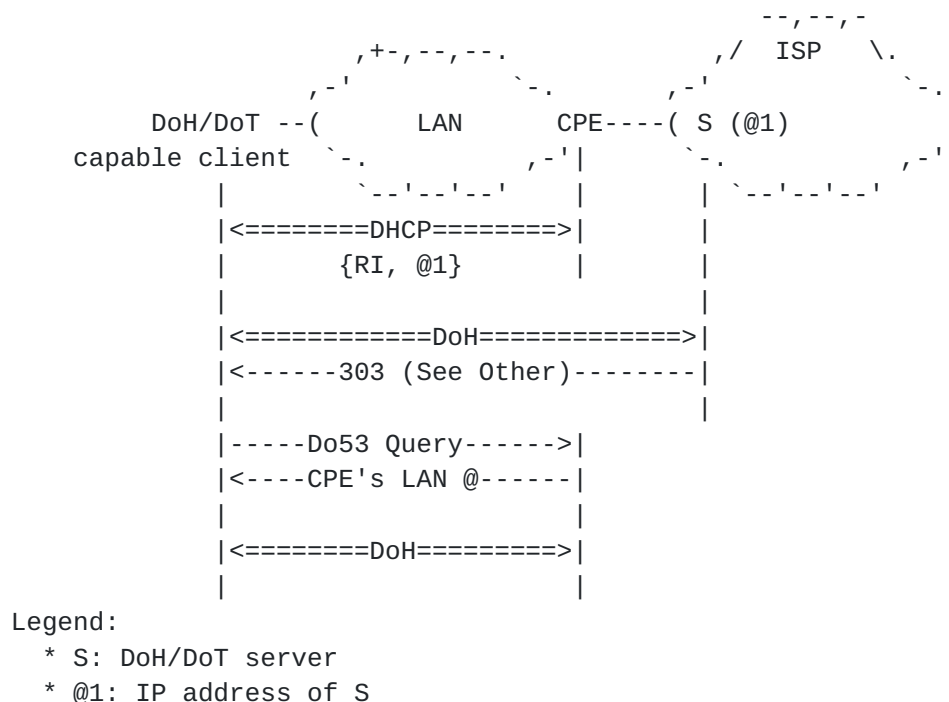 --,--,-
                       ,+-,--,--.              ,/  ISP   \.
                    ,-'          `-.        ,-'             `-.
         DoH/DoT --(       LAN      CPE----( S (@1)
    capable client  `-.          ,-'|       `-.            ,-'
              |        `--'--'--'   |       | `--'--'--'
              |<========DHCP========>|       |
              |       {RI, @1}       |       |
              |                              |
              |<============DoH=============>|
              |<------303 (See Other)--------|
              |                              |
              |-----Do53 Query------>|
              |<----CPE's LAN @------|
              |                      |
              |<========DoH=========>|
              |                      |
Legend:
  * S: DoH/DoT server
  * @1: IP address of S